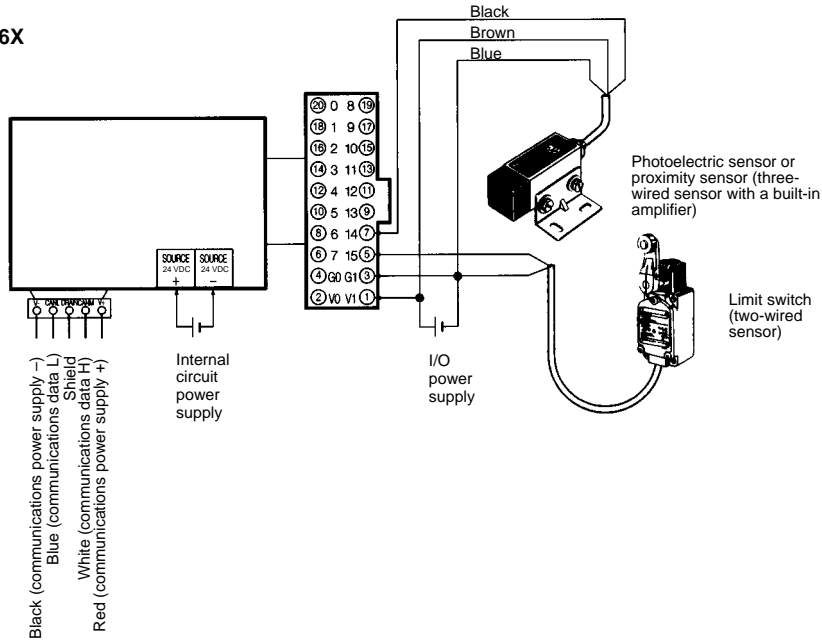 6X
Black
Brown
Blue
20 0 8 19
18 1 9 17
16 2 10 15
14 3 11 13
12 4 12 11
10 5 13 9
8 6 14 7
6 7 15 5
4 G0 G1 3
2 V0 V1 1
SOURCE
24 VDC
+
SOURCE
24 VDC
–
V- CANL DRAIN CANH V+
Photoelectric sensor or
proximity sensor (three-
wired sensor with a built-in
amplifier)
Limit switch
(two-wired
sensor)
Internal
circuit
power
supply
I/O
power
supply
Black (communications power supply –)
Blue (communications data L)
Shield
White (communications data H)
Red (communications power supply +)